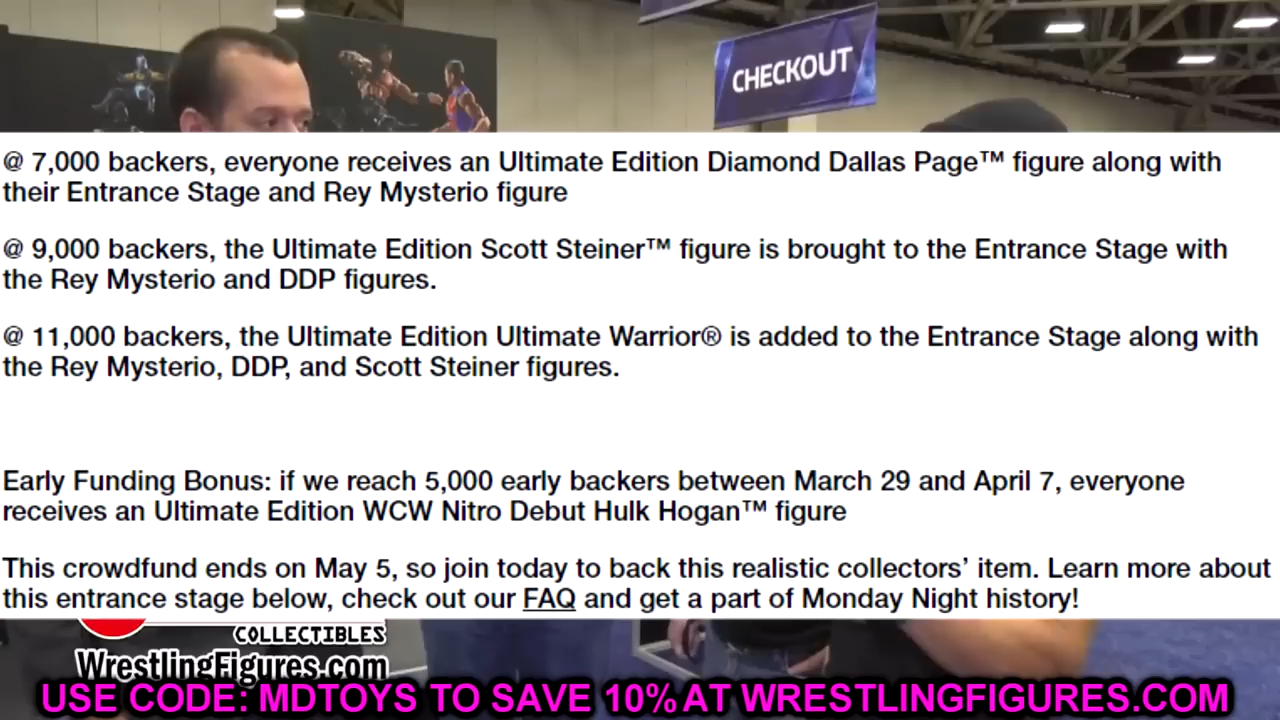 CHECKOUT
@ 7,000 backers, everyone receives an Ultimate Edition Diamond Dallas Page™ figure along with
their Entrance Stage and Rey Mysterio figure
@ 9,000 backers, the Ultimate Edition Scott Steiner™ figure is brought to the Entrance Stage with
the Rey Mysterio and DDP figures.
@ 11,000 backers, the Ultimate Edition Ultimate Warrior® is added to the Entrance Stage along with
the Rey Mysterio, DDP, and Scott Steiner figures.
Early Funding Bonus: if we reach 5,000 early backers between March 29 and April 7, everyone
receives an Ultimate Edition WCW Nitro Debut Hulk Hogan™ figure
This crowdfund ends on May 5, so join today to back this realistic collectors’ item. Learn more about
this entrance stage below, check out our FAQ and get a part of Monday Night history!
COLLECTIBLES
WrestlingFigures.com
USE CODE: MDTOYS TO SAVE 10% AT WRESTLINGFIGURES.COM